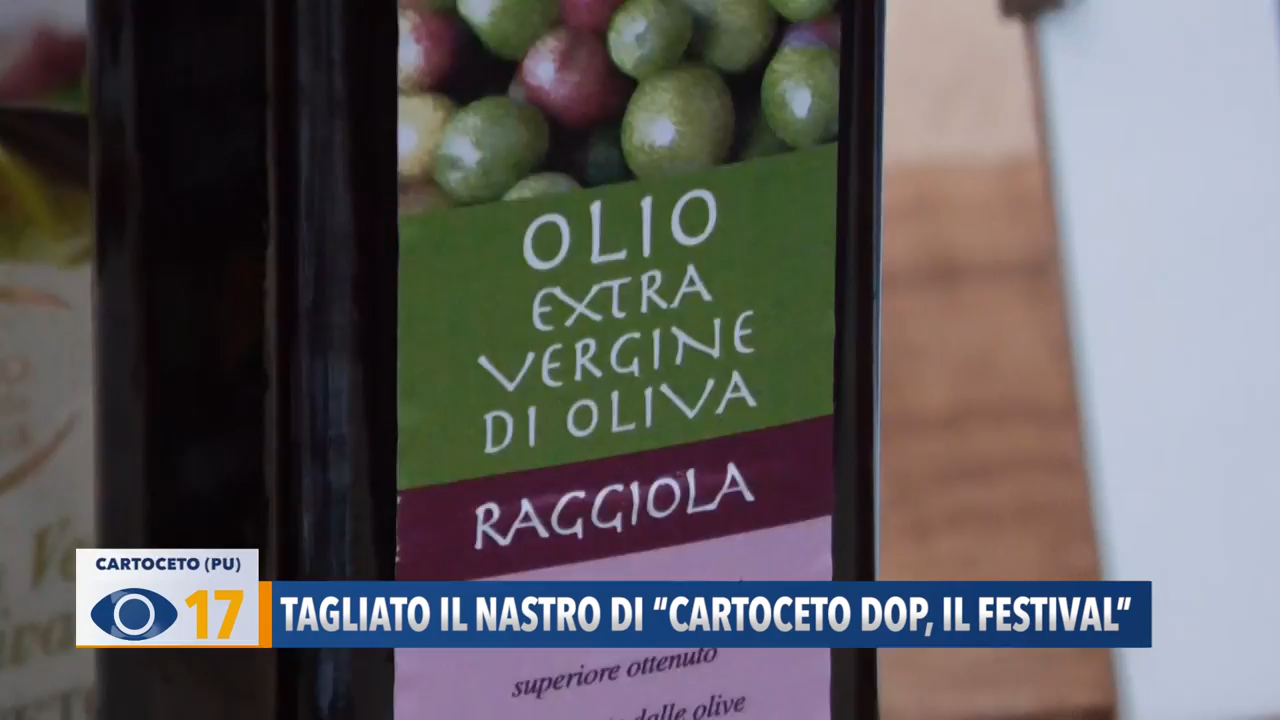 OLIO
EXTRA
VERGINE
DI OLIVA
RAGGIOLA
CARTOCETO (PU)
17
TAGLIATO IL NASTRO DI “CARTOCETO DOP, IL FESTIVAL”
superiore ottenuto
dalle olive